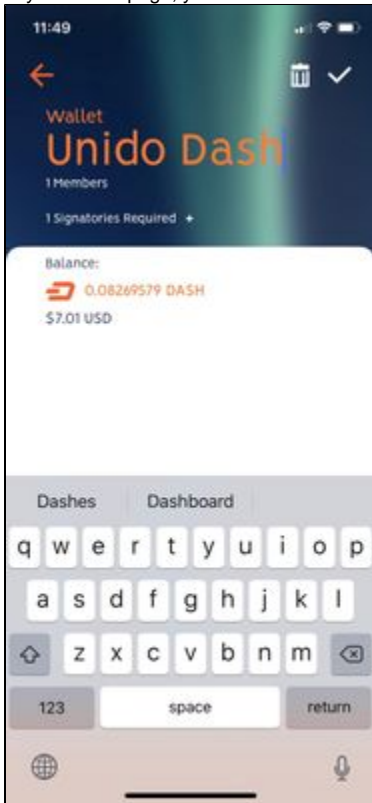 11:49
Wallet
Unido Dash
1 Members
1 Signatories Required +
Balance:
0.08269579 DASH
$7.01 USD
Dashes Dashboard
q w e r t y u i o p
a s d f g h j k l
z x c v b n m
123 space return